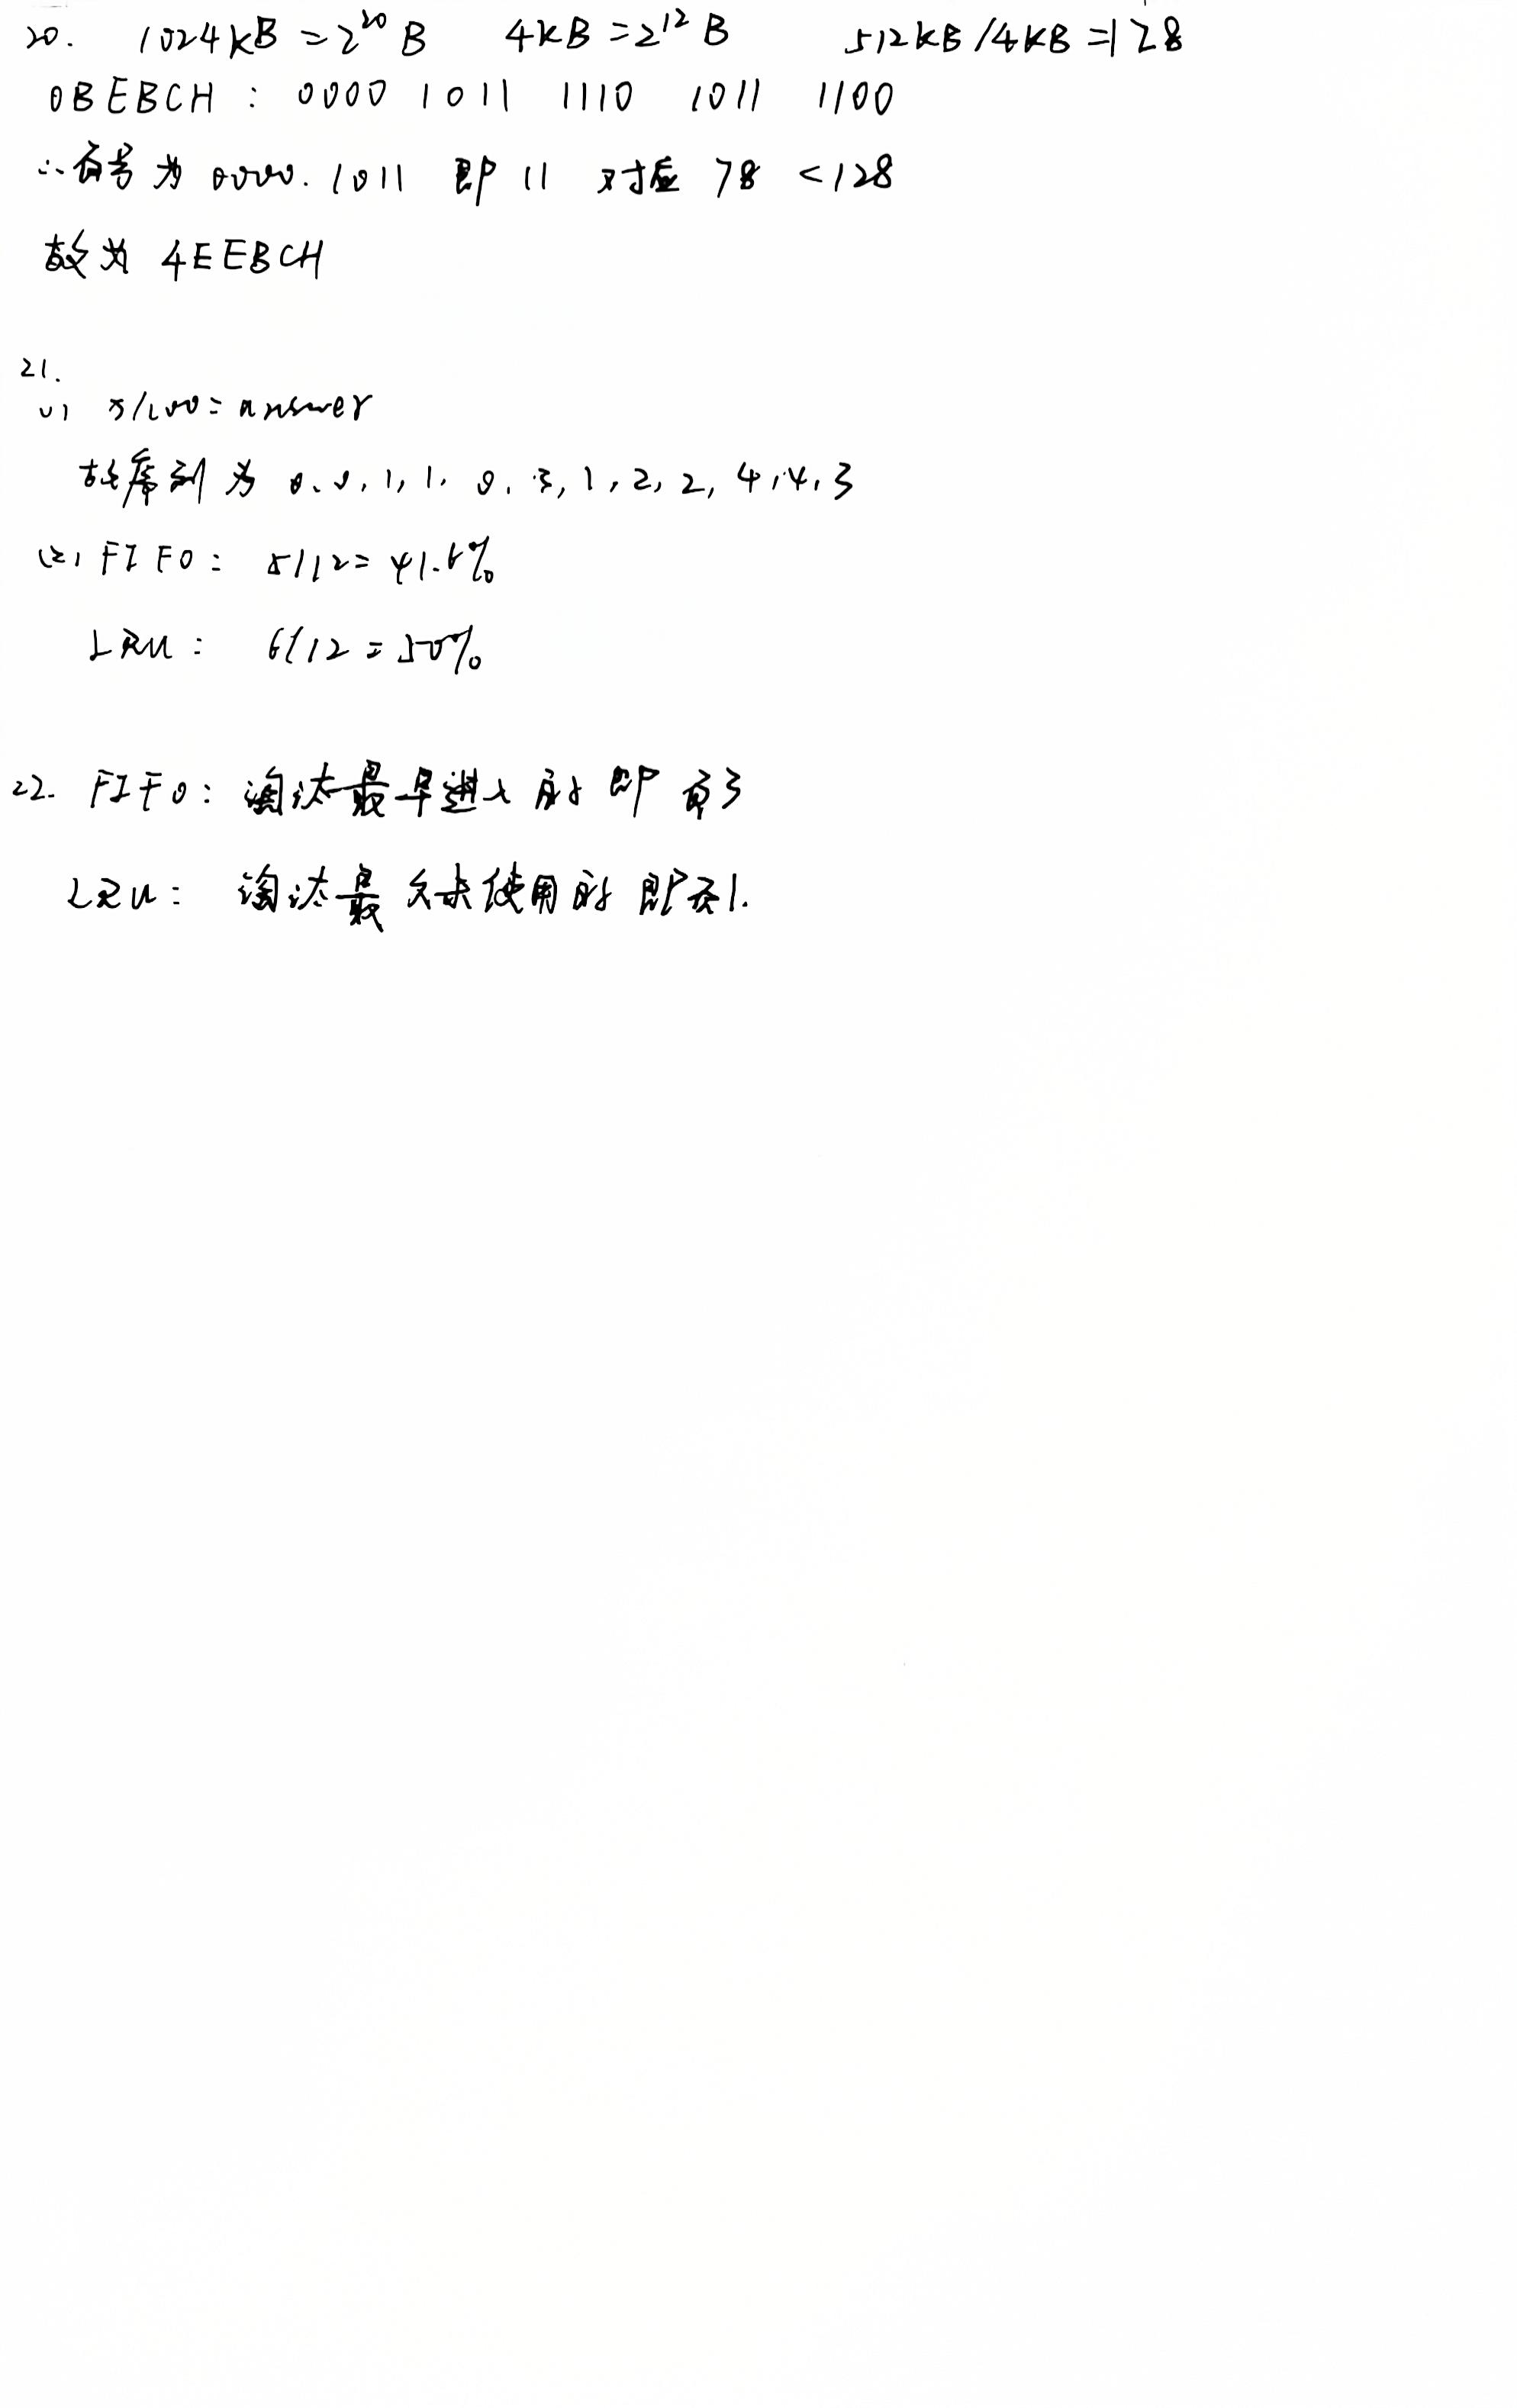 20. 1024kB = 2^20 B 4kB = 2^12 B 512kB/4kB = 128
0BEBCH : 0000 1011 1110 1011 1100
∴ 页号为 0000.1011 即 11 对应 78 < 128
故为 4EEBCH
21.
(1) x/100 = answer
故序列为 0, 0, 1, 1, 0, 3, 1, 2, 2, 4, 4, 3
(2) FIFO: 5/12 = 41.6%
LRU: 6/12 = 50%
22. FIFO: 淘汰最早进入的 即 页3
LRU: 淘汰最久未使用的 即页1.